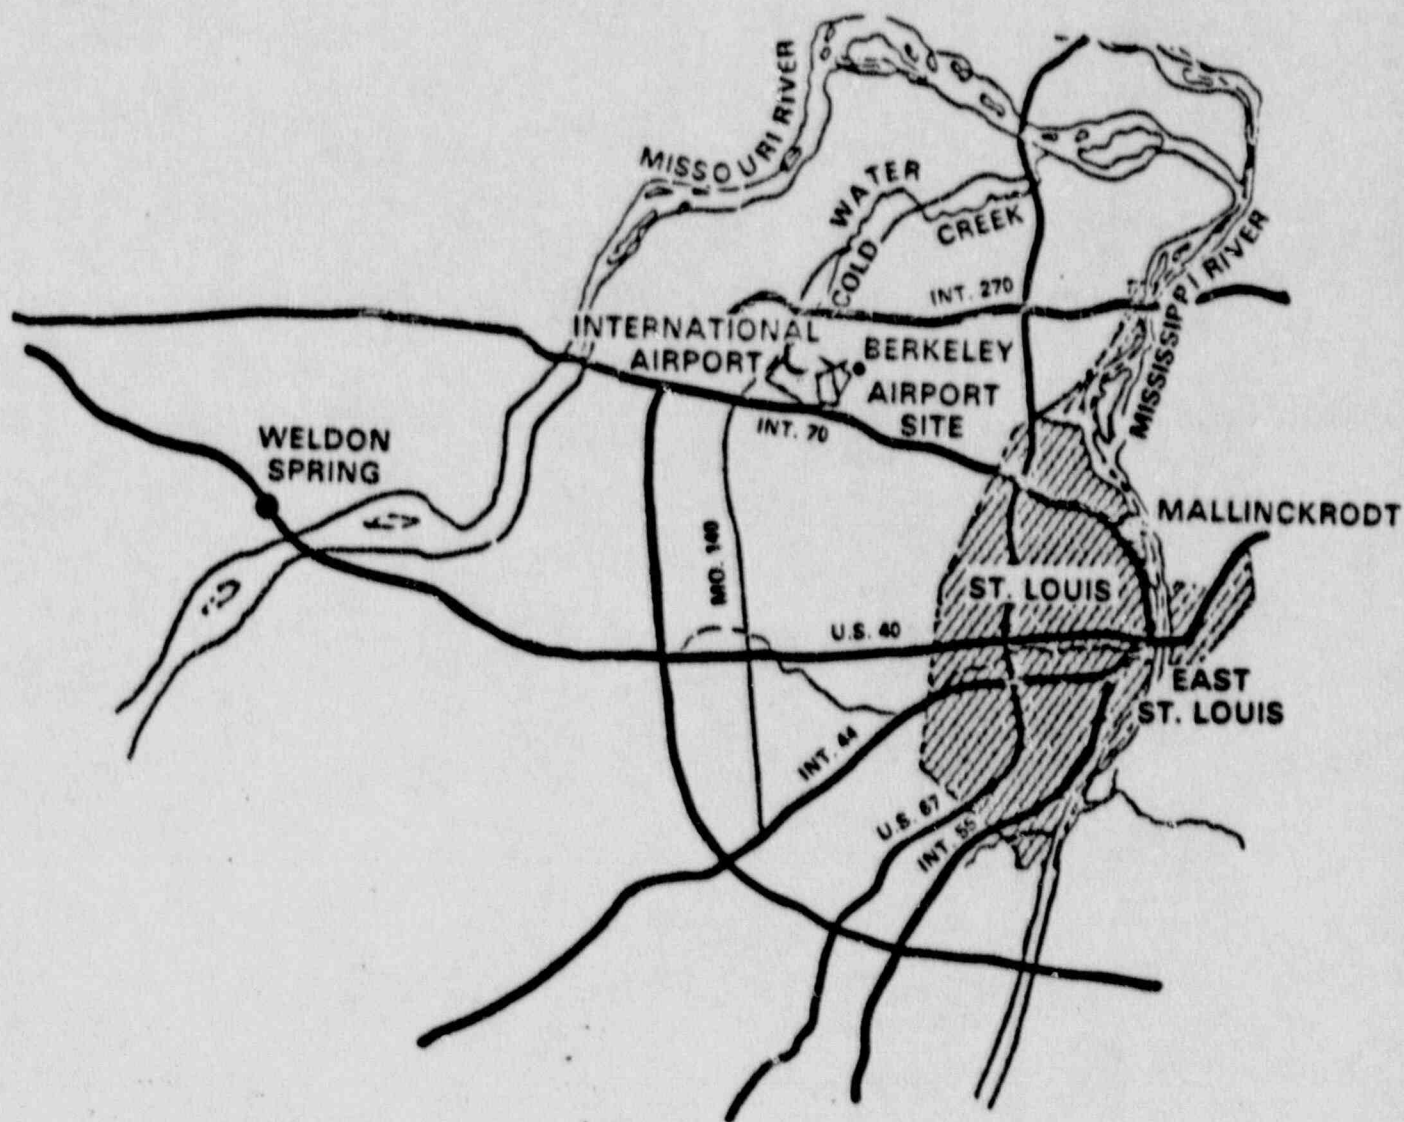 MISSOURI RIVER
COLD WATER
CREEK
INT. 270
MISSISSIPPI RIVER
INTERNATIONAL
AIRPORT
BERKELEY
AIRPORT
SITE
INT. 70
WELDON
SPRING
MALLINCKRODT
MO. 140
ST. LOUIS
U.S. 40
EAST
ST. LOUIS
INT. 44
U.S. 67
INT. 55